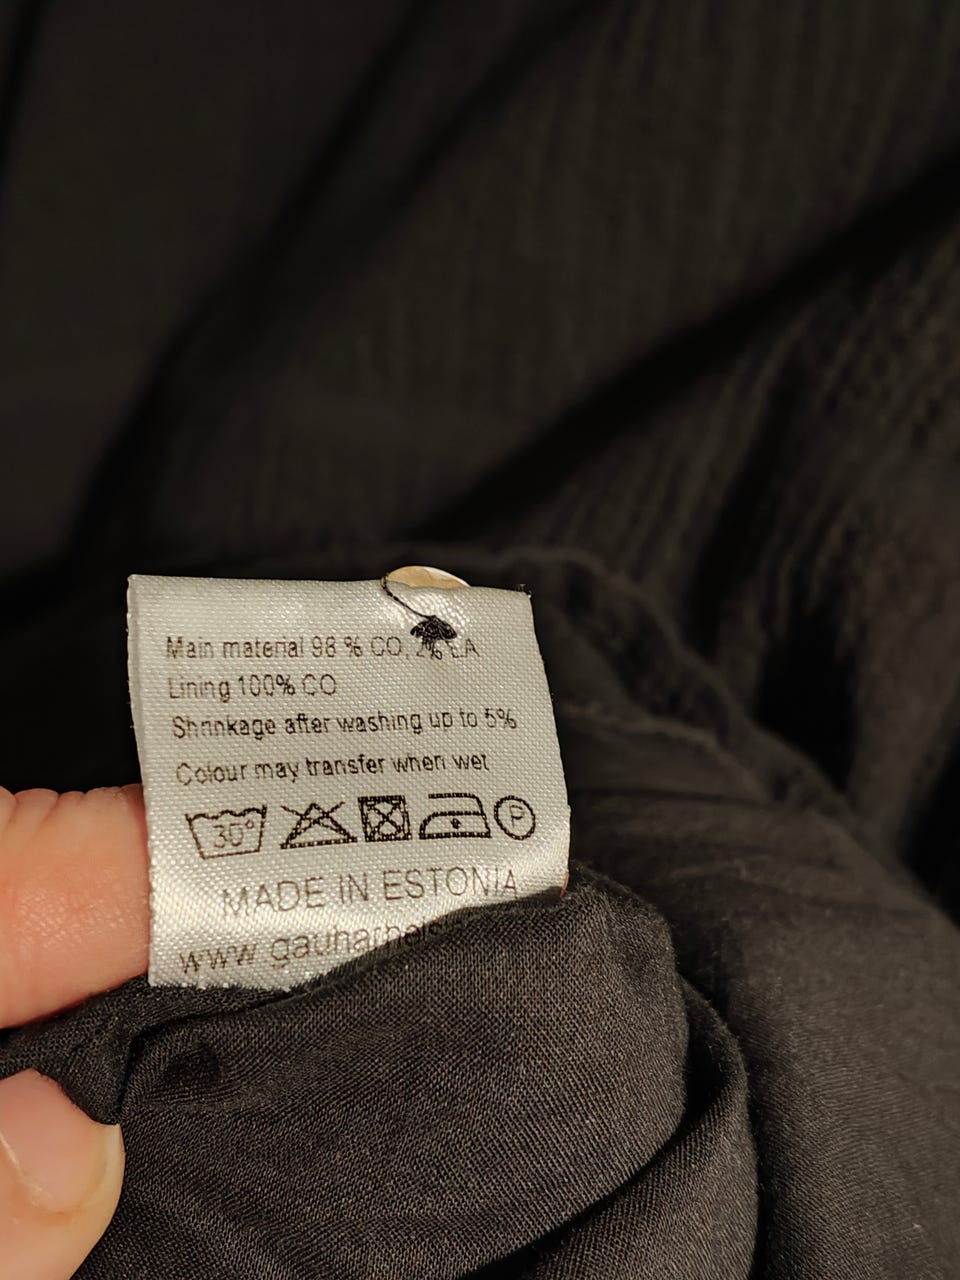 Main material 98 % CO, 2% EA
Lining 100% CO
Shrinkage after washing up to 5%
Colour may transfer when wet
30° P
MADE IN ESTONIA
www